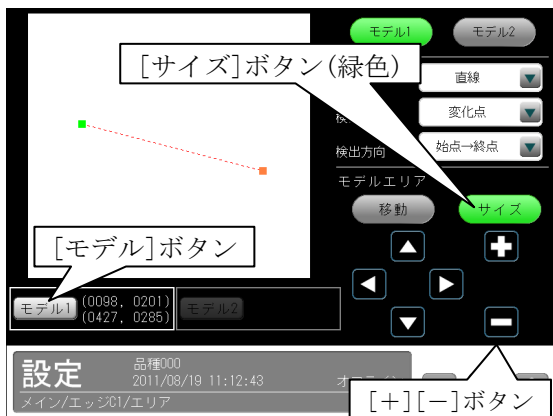 モデル1
モデル2
[サイズ]ボタン(緑色)
直線
変化点
検出方向
始点→終点
モデルエリア
移動
サイズ
[モデル]ボタン
モデル1
(0098, 0201)
(0427, 0285)
モデル2
設定
品種000
2011/08/19 11:12:43
メイン/エッジC1/エリア
[+][-]ボタン